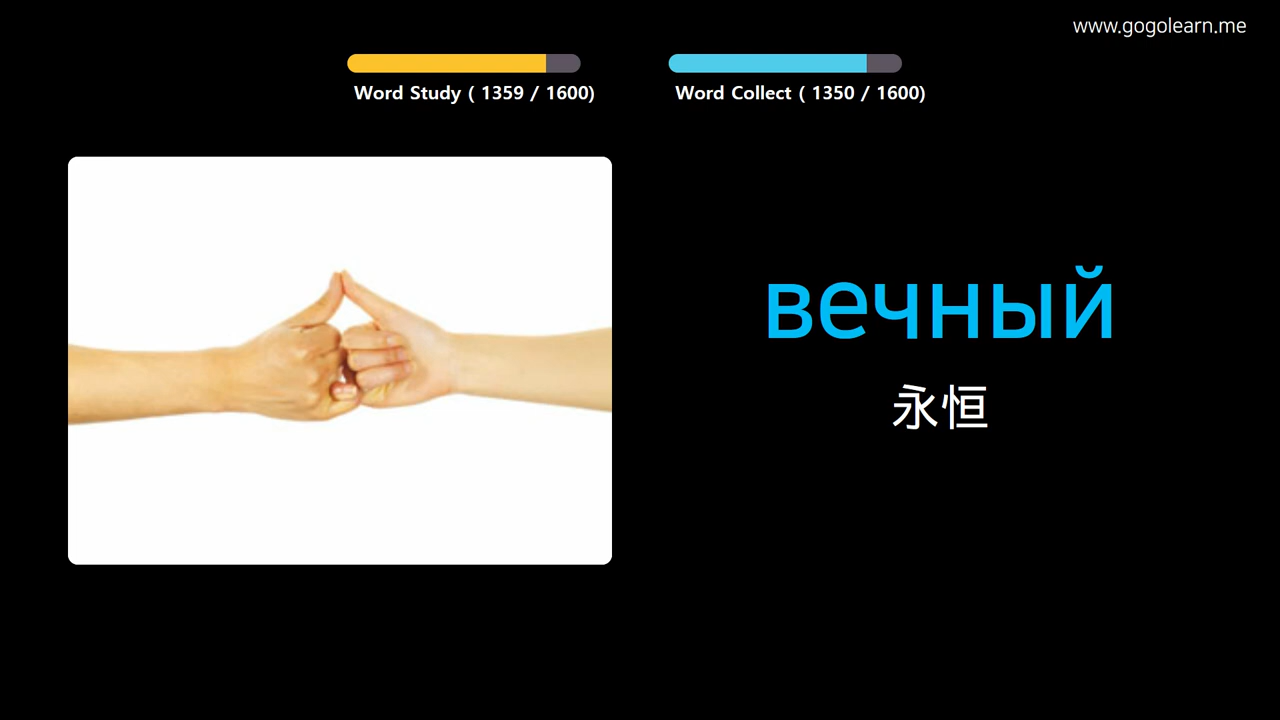 www.gogolearn.me
Word Study ( 1359 / 1600)
Word Collect ( 1350 / 1600)
вечный
永恒